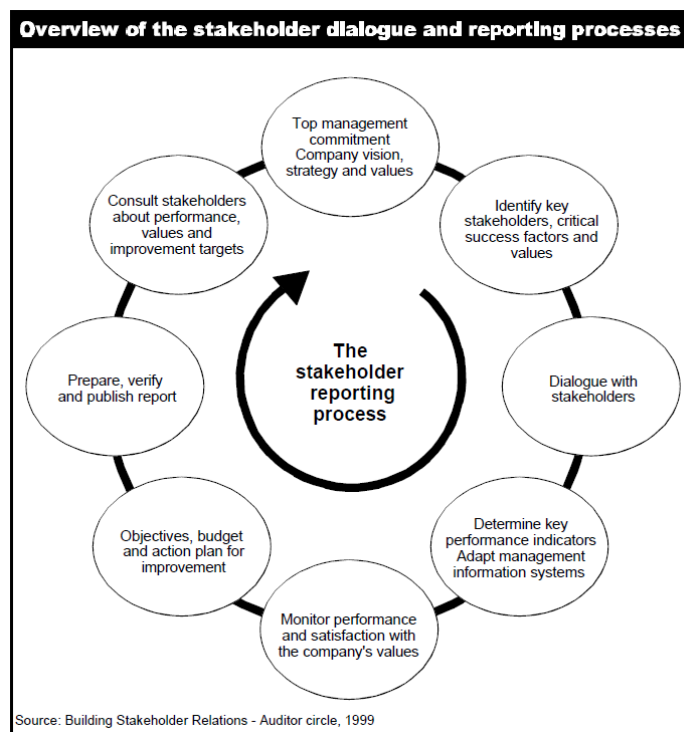 Overview of the stakeholder dialogue and reporting processes
Top management
commitment
Company vision,
strategy and values
Identify key
stakeholders, critical
success factors and
values
Dialogue with
stakeholders
Determine key
performance indicators
Adapt management
information systems
Monitor performance
and satisfaction with
the company's values
Objectives, budget
and action plan for
improvement
Prepare, verify
and publish report
Consult stakeholders
about performance,
values and
improvement targets
The
stakeholder
reporting
process
Source: Building Stakeholder Relations - Auditor circle, 1999